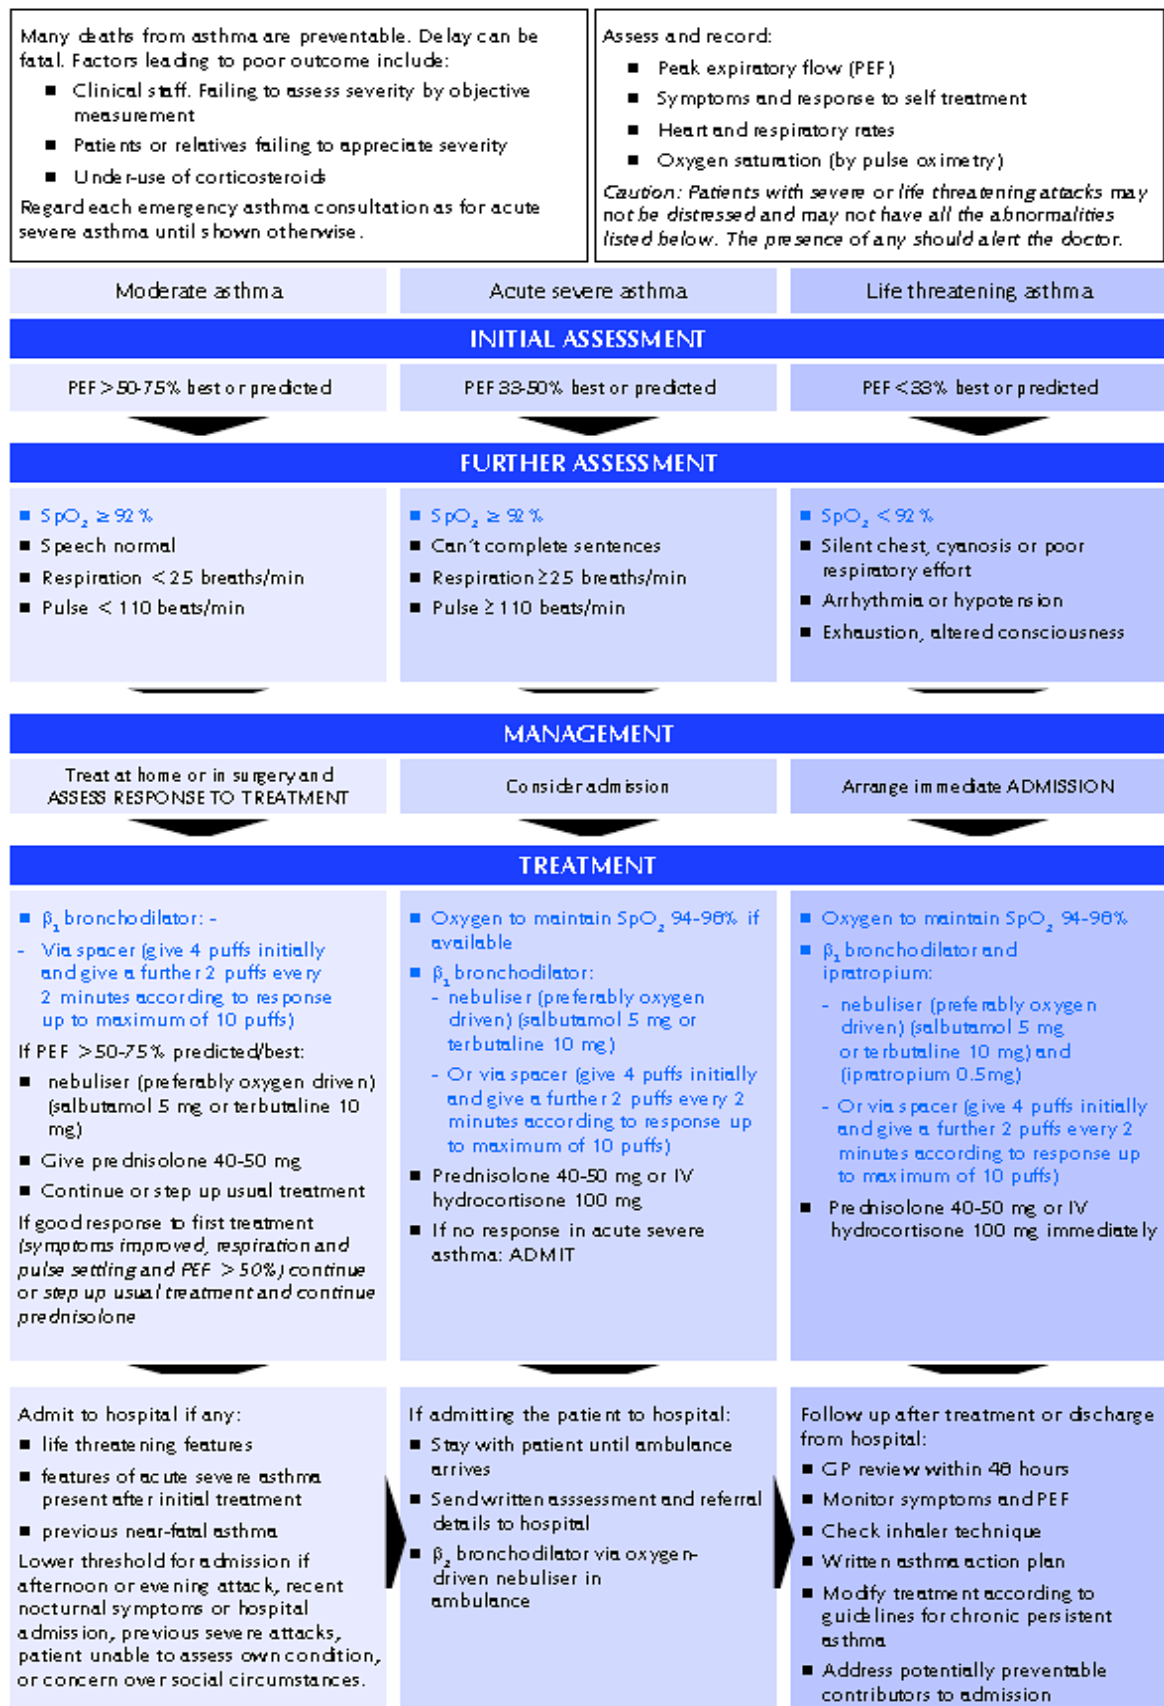 Many deaths from asthma are preventable. Delay can be
fatal. Factors leading to poor outcome include:
■ Clinical staff. Failing to assess severity by objective
measurement
■ Patients or relatives failing to appreciate severity
■ Under-use of corticosteroids
Regard each emergency asthma consultation as for acute
severe asthma until shown otherwise.
Assess and record:
■ Peak expiratory flow (PEF)
■ Symptoms and response to self treatment
■ Heart and respiratory rates
■ Oxygen saturation (by pulse oximetry)
Caution: Patients with severe or life threatening attacks may
not be distressed and may not have all the abnormalities
listed below. The presence of any should alert the doctor.
Moderate asthma
Acute severe asthma
Life threatening asthma
INITIAL ASSESSMENT
PEF >50-75% best or predicted
PEF 33-50% best or predicted
PEF <33% best or predicted
FURTHER ASSESSMENT
■ SpO₂ ≥ 92%
■ Speech normal
■ Respiration < 25 breaths/min
■ Pulse < 110 beats/min
■ SpO₂ ≥ 92%
■ Can't complete sentences
■ Respiration ≥25 breaths/min
■ Pulse ≥ 110 beats/min
■ SpO₂ < 92%
■ Silent chest, cyanosis or poor
respiratory effort
■ Arrhythmia or hypotension
■ Exhaustion, altered consciousness
MANAGEMENT
Treat at home or in surgery and
ASSESS RESPONSE TO TREATMENT
Consider admission
Arrange immediate ADMISSION
TREATMENT
■ β₂ bronchodilator: -
- Via spacer (give 4 puffs initially
and give a further 2 puffs every
2 minutes according to response
up to maximum of 10 puffs)
If PEF >50-75% predicted/best:
■ nebuliser (preferably oxygen driven)
(salbutamol 5 mg or terbutaline 10
mg)
■ Give prednisolone 40-50 mg
■ Continue or step up usual treatment
If good response to first treatment
(symptoms improved, respiration and
pulse settling and PEF > 50%) continue
or step up usual treatment and continue
prednisolone
■ Oxygen to maintain SpO₂ 94-98% if
available
■ β₂ bronchodilator:
- nebuliser (preferably oxygen
driven) (salbutamol 5 mg or
terbutaline 10 mg)
- Or via spacer (give 4 puffs initially
and give a further 2 puffs every 2
minutes according to response up
to maximum of 10 puffs)
■ Prednisolone 40-50 mg or IV
hydrocortisone 100 mg
■ If no response in acute severe
asthma: ADMIT
■ Oxygen to maintain SpO₂ 94-98%
■ β₂ bronchodilator and
ipratropium:
- nebuliser (preferably oxygen
driven) (salbutamol 5 mg
or terbutaline 10 mg) and
(ipratropium 0.5mg)
- Or via spacer (give 4 puffs initially
and give a further 2 puffs every 2
minutes according to response up
to maximum of 10 puffs)
■ Prednisolone 40-50 mg or IV
hydrocortisone 100 mg immediately
Admit to hospital if any:
■ life threatening features
■ features of acute severe asthma
present after initial treatment
■ previous near-fatal asthma
Lower threshold for admission if
afternoon or evening attack, recent
nocturnal symptoms or hospital
admission, previous severe attacks,
patient unable to assess own condition,
or concern over social circumstances.
If admitting the patient to hospital:
■ Stay with patient until ambulance
arrives
■ Send written asssessment and referral
details to hospital
■ β₂ bronchodilator via oxygen-
driven nebuliser in
ambulance
Follow up after treatment or discharge
from hospital:
■ GP review within 48 hours
■ Monitor symptoms and PEF
■ Check inhaler technique
■ Written asthma action plan
■ Modify treatment according to
guidelines for chronic persistent
asthma
■ Address potentially preventable
contributors to admission